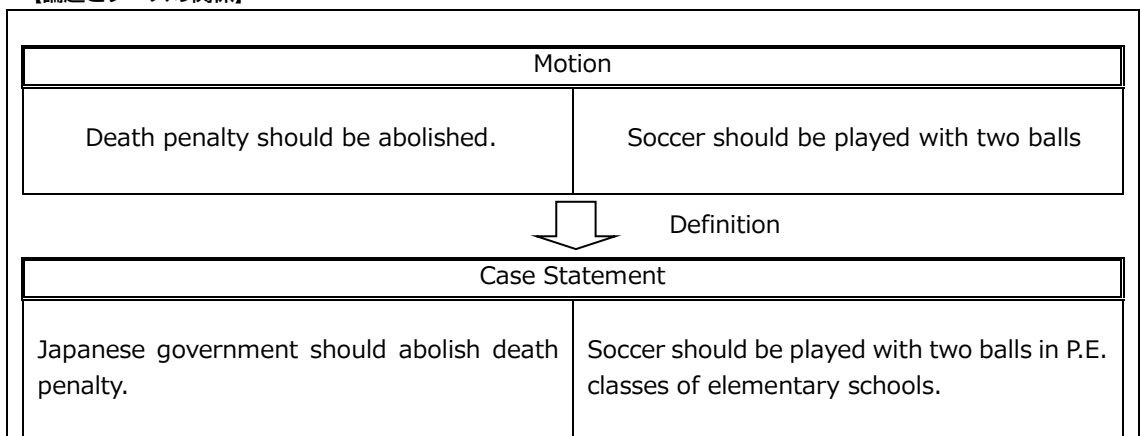 Motion
Death penalty should be abolished.
Soccer should be played with two balls
Definition
Case Statement
Japanese government should abolish death
penalty.
Soccer should be played with two balls in P.E.
classes of elementary schools.